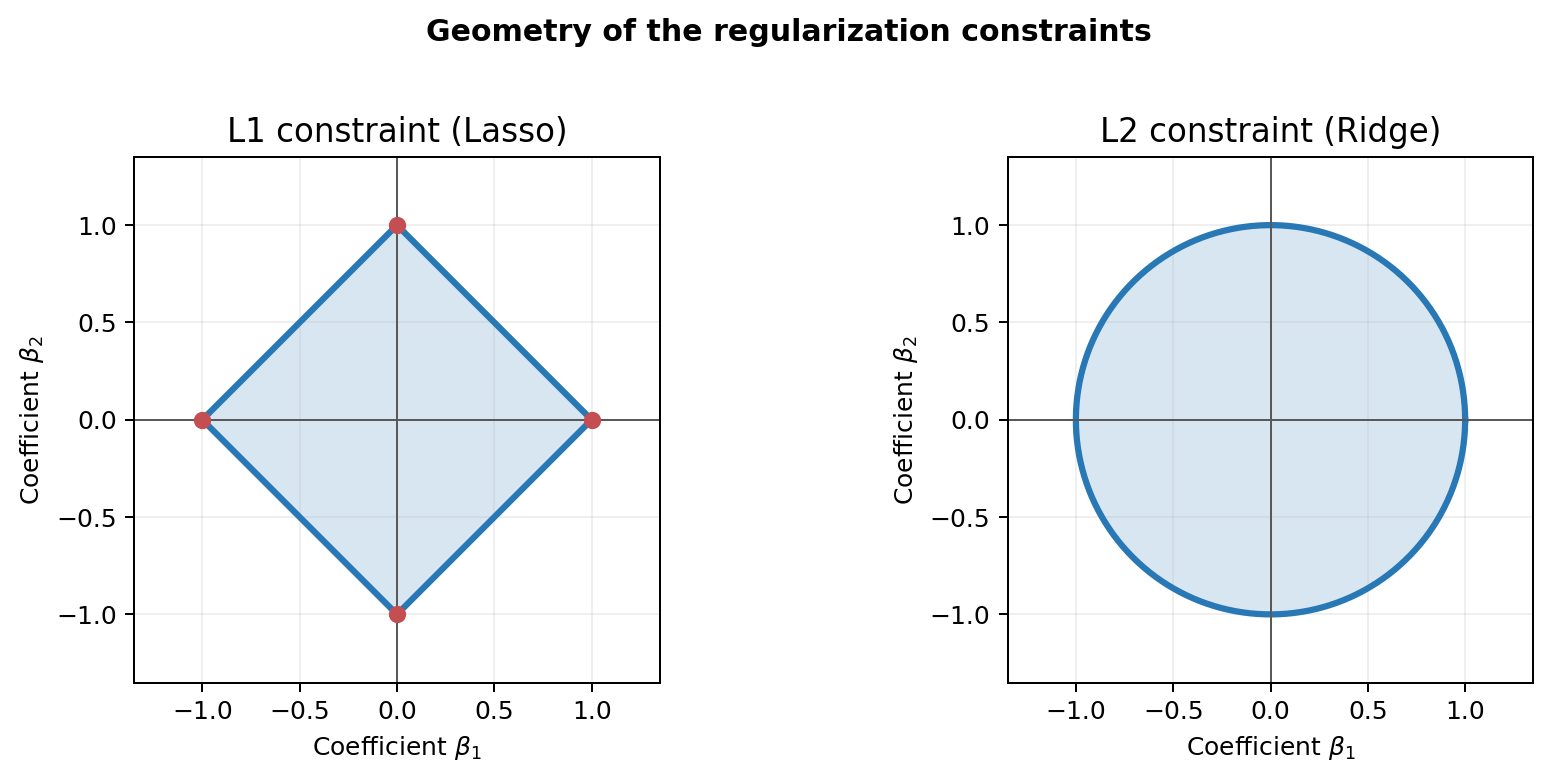 Geometry of the regularization constraints
L1 constraint (Lasso)
Coefficient β₂
1.0
0.5
0.0
−0.5
−1.0
−1.0 −0.5 0.0 0.5 1.0
Coefficient β₁
L2 constraint (Ridge)
Coefficient β₂
1.0
0.5
0.0
−0.5
−1.0
−1.0 −0.5 0.0 0.5 1.0
Coefficient β₁